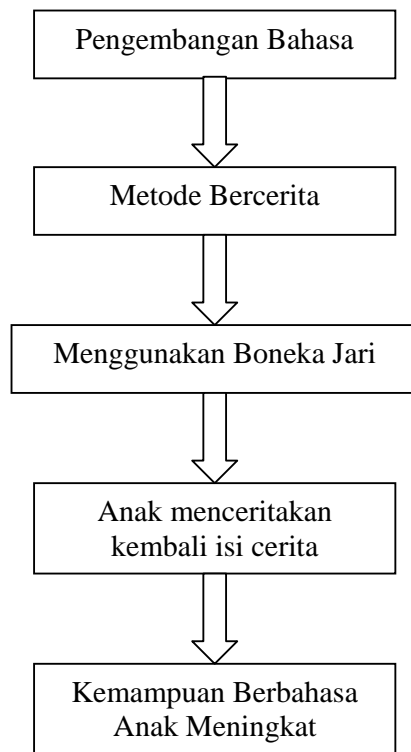 Pengembangan Bahasa
Metode Bercerita
Menggunakan Boneka Jari
Anak menceritakan
kembali isi cerita
Kemampuan Berbahasa
Anak Meningkat